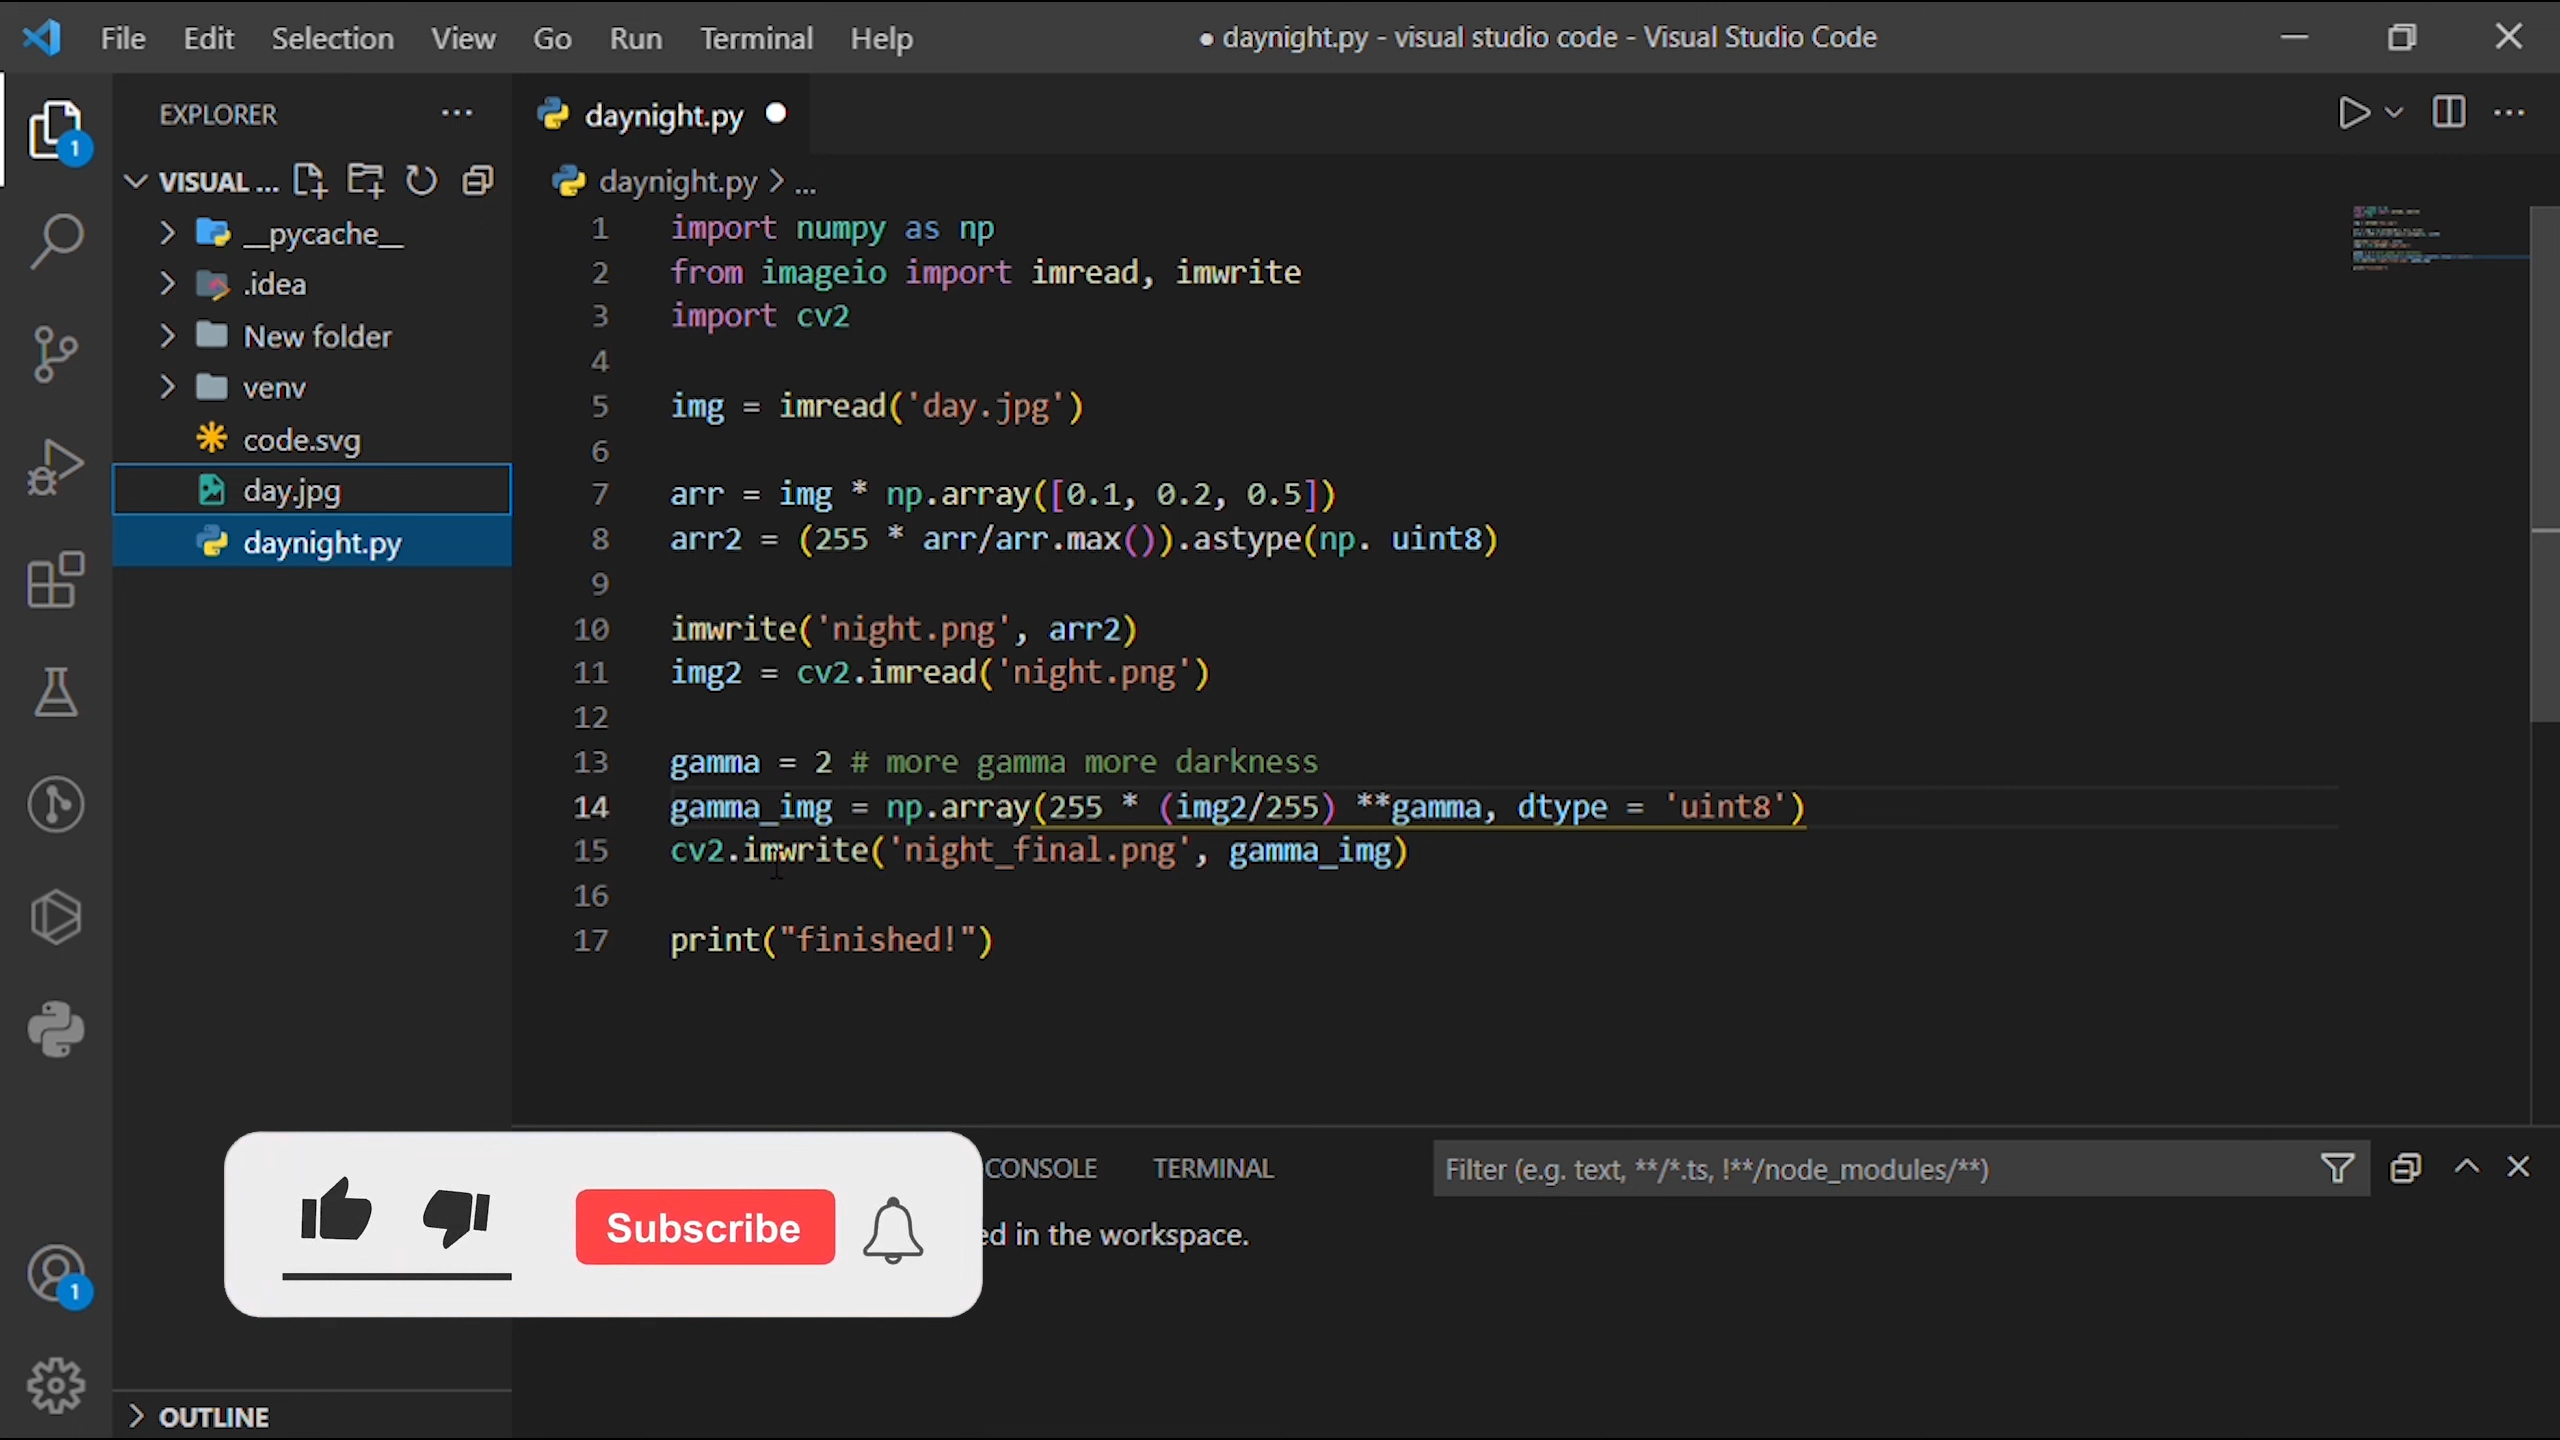 File Edit Selection View Go Run Terminal Help
● daynight.py - visual studio code - Visual Studio Code
EXPLORER ...
VISUAL ...
__pycache__
.idea
New folder
venv
code.svg
day.jpg
daynight.py
OUTLINE
1
1
daynight.py
daynight.py > ...
1 import numpy as np
2 from imageio import imread, imwrite
3 import cv2
4
5 img = imread('day.jpg')
6
7 arr = img * np.array([0.1, 0.2, 0.5])
8 arr2 = (255 * arr/arr.max()).astype(np. uint8)
9
10 imwrite('night.png', arr2)
11 img2 = cv2.imread('night.png')
12
13 gamma = 2 # more gamma more darkness
14 gamma_img = np.array(255 * (img2/255) **gamma, dtype = 'uint8')
15 cv2.imwrite('night_final.png', gamma_img)
16
17 print("finished!")
CONSOLE TERMINAL Filter (e.g. text, **/*.ts, !**/node_modules/**)
ed in the workspace.
Subscribe